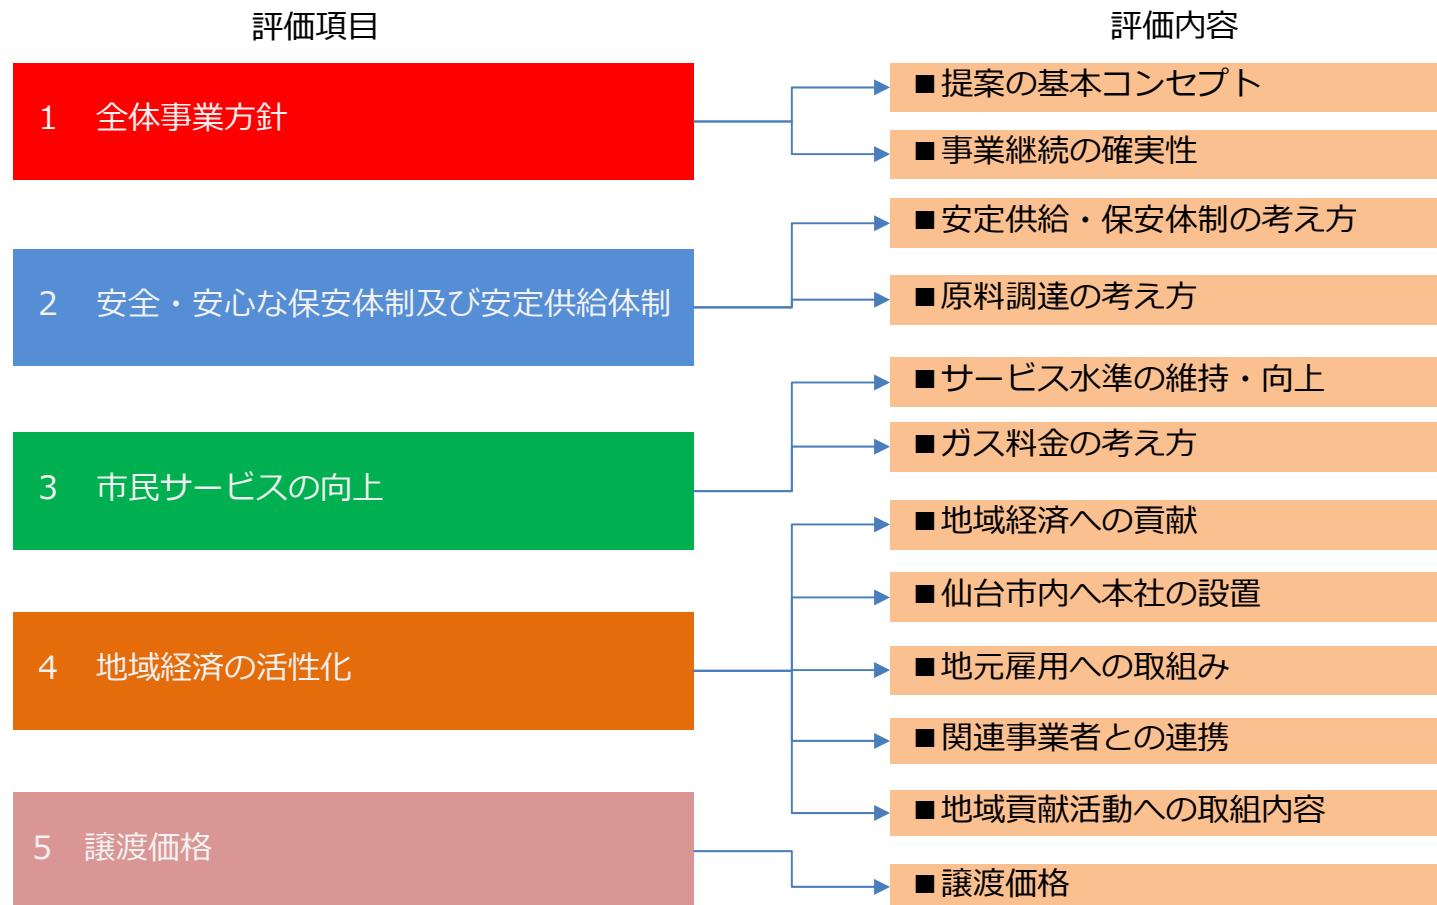 評価項目
評価内容
１　全体事業方針
■提案の基本コンセプト
■事業継続の確実性
２　安全・安心な保安体制及び安定供給体制
■安定供給・保安体制の考え方
■原料調達の考え方
３　市民サービスの向上
■サービス水準の維持・向上
■ガス料金の考え方
４　地域経済の活性化
■地域経済への貢献
■仙台市内へ本社の設置
■地元雇用への取組み
■関連事業者との連携
■地域貢献活動への取組内容
５　譲渡価格
■譲渡価格